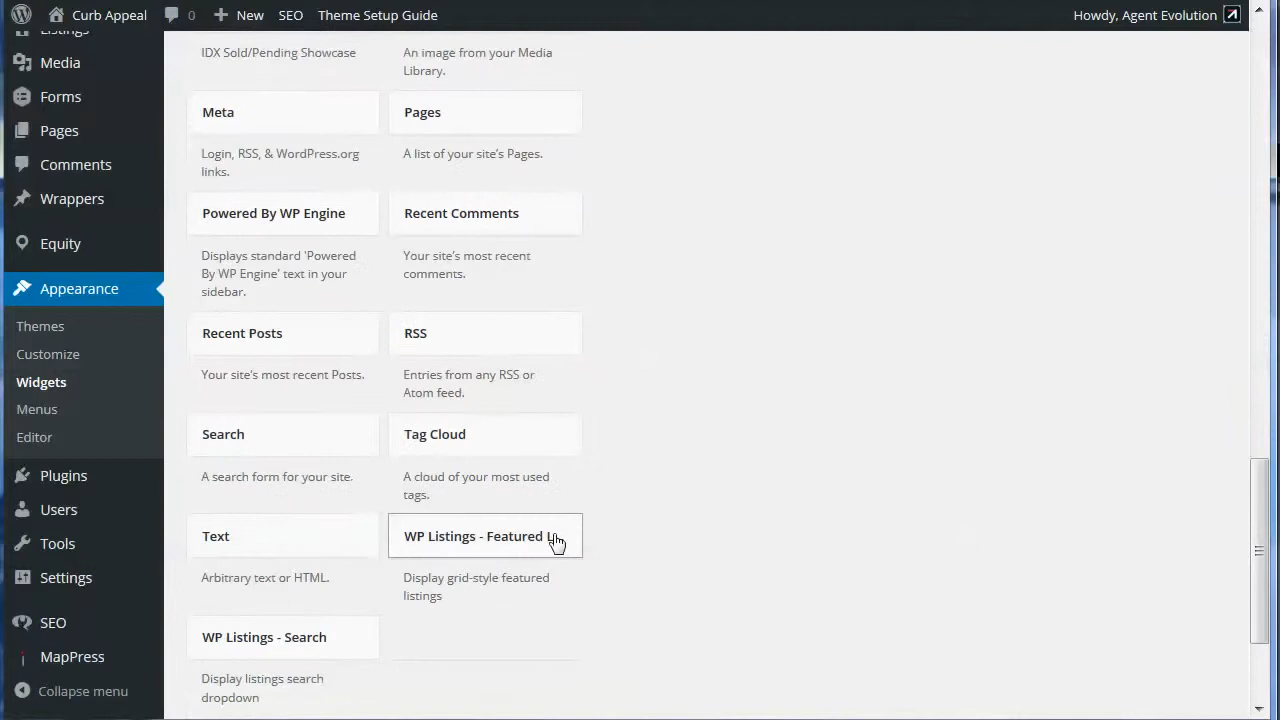 Curb Appeal
0
New
SEO
Theme Setup Guide
Howdy, Agent Evolution
Listings
Media
Forms
Pages
Comments
Wrappers
Equity
Appearance
Themes
Customize
Widgets
Menus
Editor
Plugins
Users
Tools
Settings
SEO
MapPress
Collapse menu
IDX Sold/Pending Showcase
An image from your Media
Library.
Meta
Pages
Login, RSS, & WordPress.org
links.
A list of your site's Pages.
Powered By WP Engine
Recent Comments
Displays standard 'Powered
By WP Engine' text in your
sidebar.
Your site's most recent
comments.
Recent Posts
RSS
Your site's most recent Posts.
Entries from any RSS or
Atom feed.
Search
Tag Cloud
A search form for your site.
A cloud of your most used
tags.
Text
WP Listings - Featured
Arbitrary text or HTML.
Display grid-style featured
listings
WP Listings - Search
Display listings search
dropdown